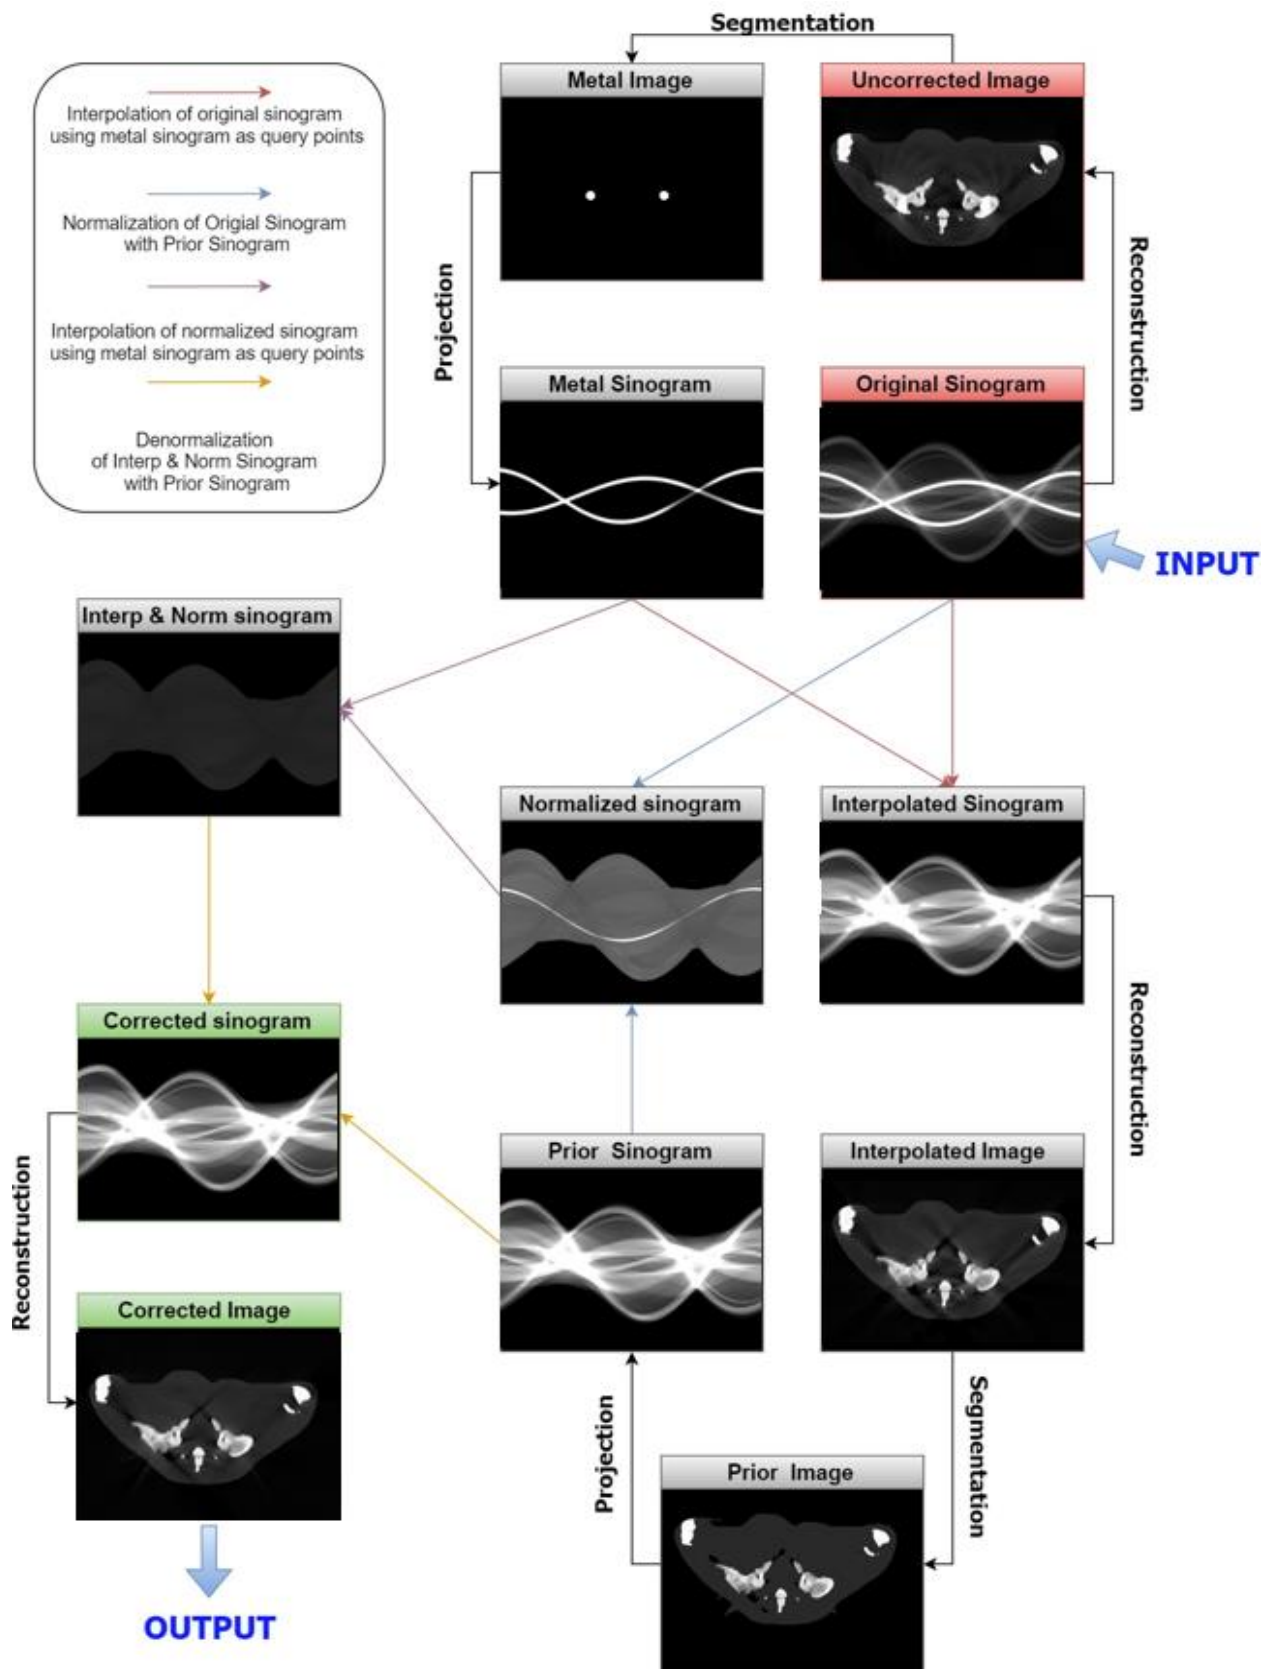 Segmentation
Metal Image
Uncorrected Image
Interpolation of original sinogram
using metal sinogram as query points
Normalization of Origial Sinogram
with Prior Sinogram
Interpolation of normalized sinogram
using metal sinogram as query points
Denormalization
of Interp & Norm Sinogram
with Prior Sinogram
Projection
Reconstruction
Metal Sinogram
Original Sinogram
INPUT
Interp & Norm sinogram
Normalized sinogram
Interpolated Sinogram
Reconstruction
Corrected sinogram
Prior Sinogram
Interpolated Image
Reconstruction
Corrected Image
Projection
Segmentation
Prior Image
OUTPUT